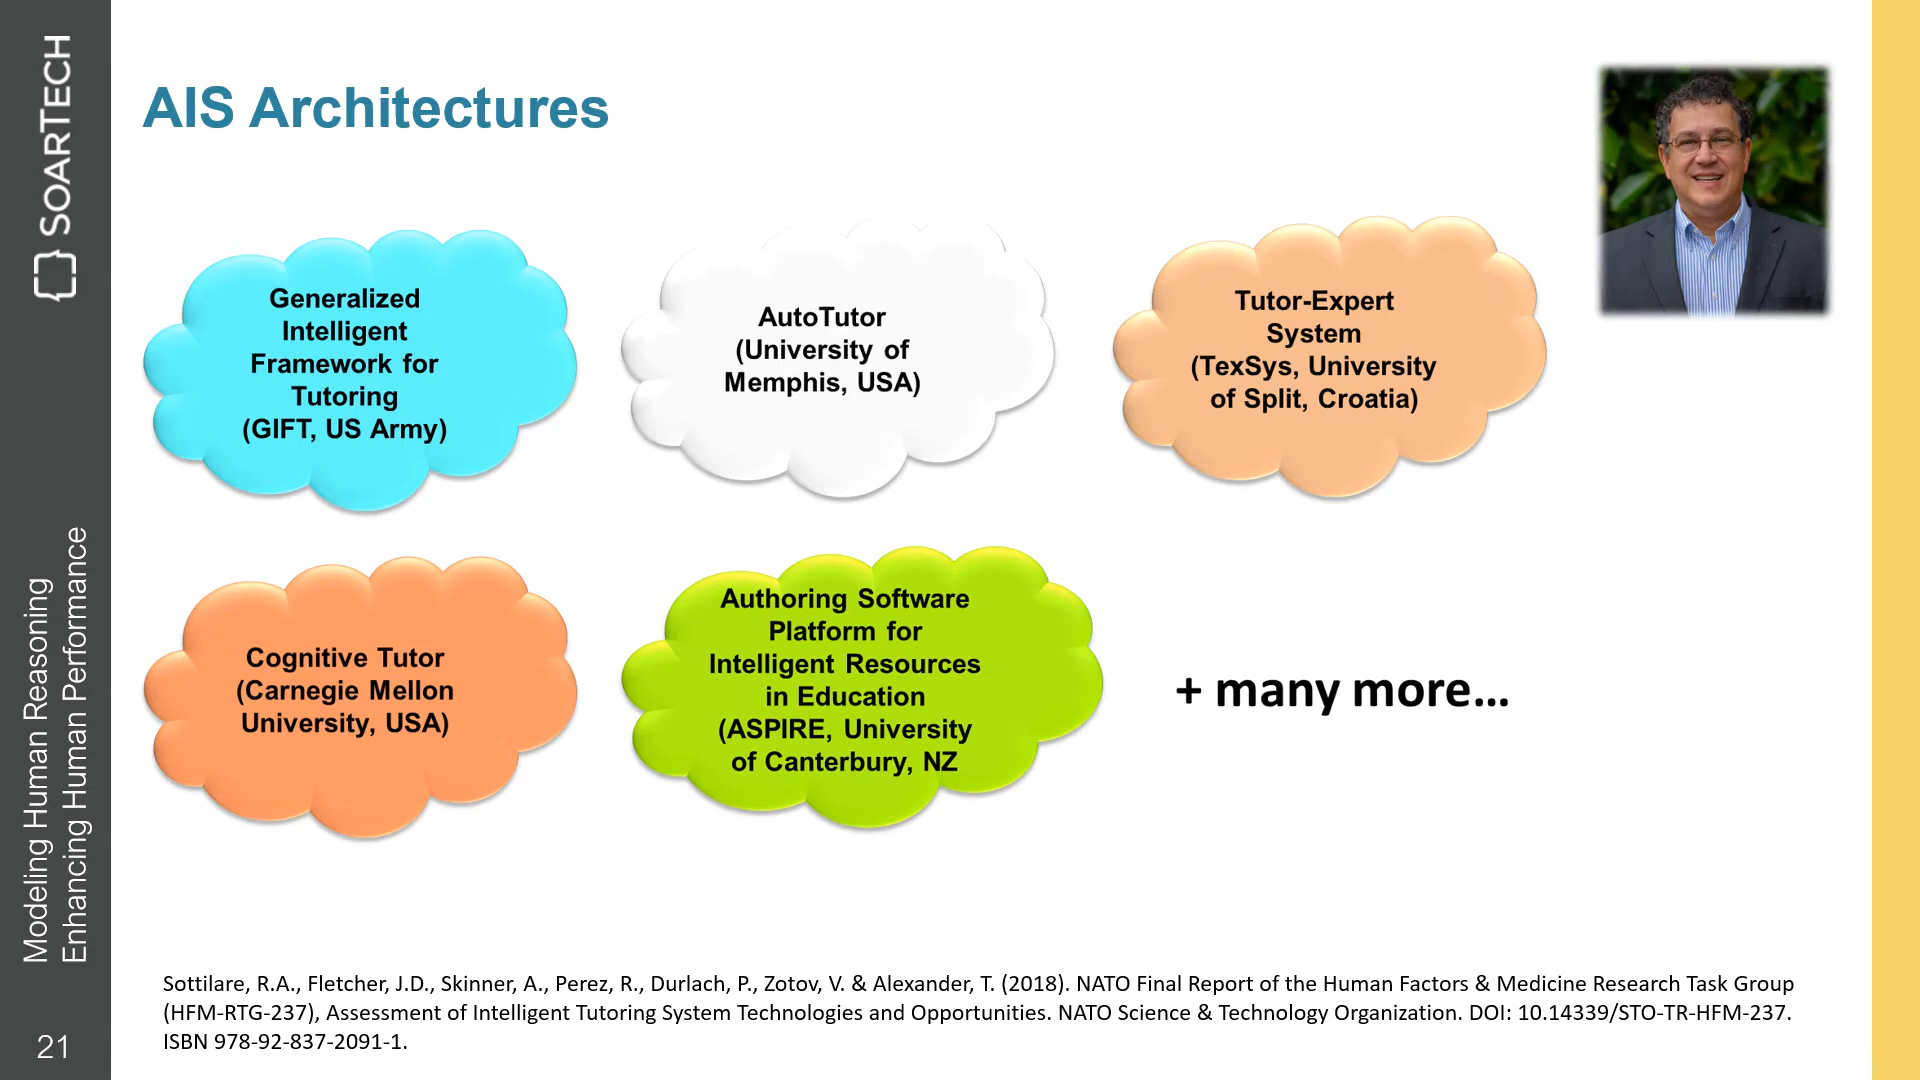 SOARTECH
Modeling Human Reasoning
Enhancing Human Performance
21
AIS Architectures
Generalized
Intelligent
Framework for
Tutoring
(GIFT, US Army)
AutoTutor
(University of
Memphis, USA)
Tutor-Expert
System
(TexSys, University
of Split, Croatia)
Cognitive Tutor
(Carnegie Mellon
University, USA)
Authoring Software
Platform for
Intelligent Resources
in Education
(ASPIRE, University
of Canterbury, NZ
+ many more...
Sottilare, R.A., Fletcher, J.D., Skinner, A., Perez, R., Durlach, P., Zotov, V. & Alexander, T. (2018). NATO Final Report of the Human Factors & Medicine Research Task Group
(HFM-RTG-237), Assessment of Intelligent Tutoring System Technologies and Opportunities. NATO Science & Technology Organization. DOI: 10.14339/STO-TR-HFM-237.
ISBN 978-92-837-2091-1.